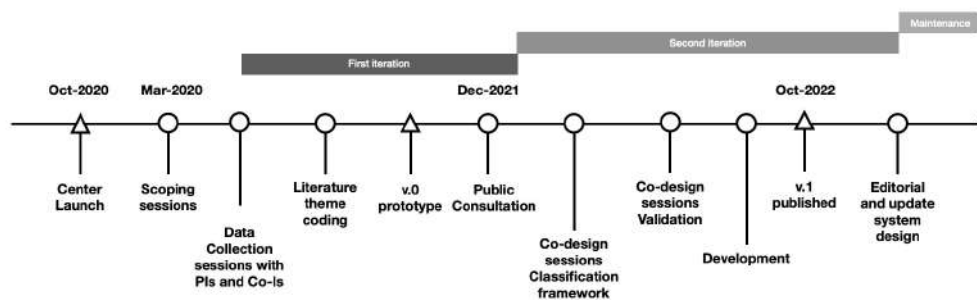 Maintenance
Second iteration
First iteration
Oct-2020
Mar-2020
Dec-2021
Oct-2022
Center
Launch
Scoping
sessions
Data
Collection
sessions with
PIs and Co-Is
Literature
theme
coding
v.0
prototype
Public
Consultation
Co-design
sessions
Classification
framework
Co-design
sessions
Validation
Development
v.1
published
Editorial
and update
system
design